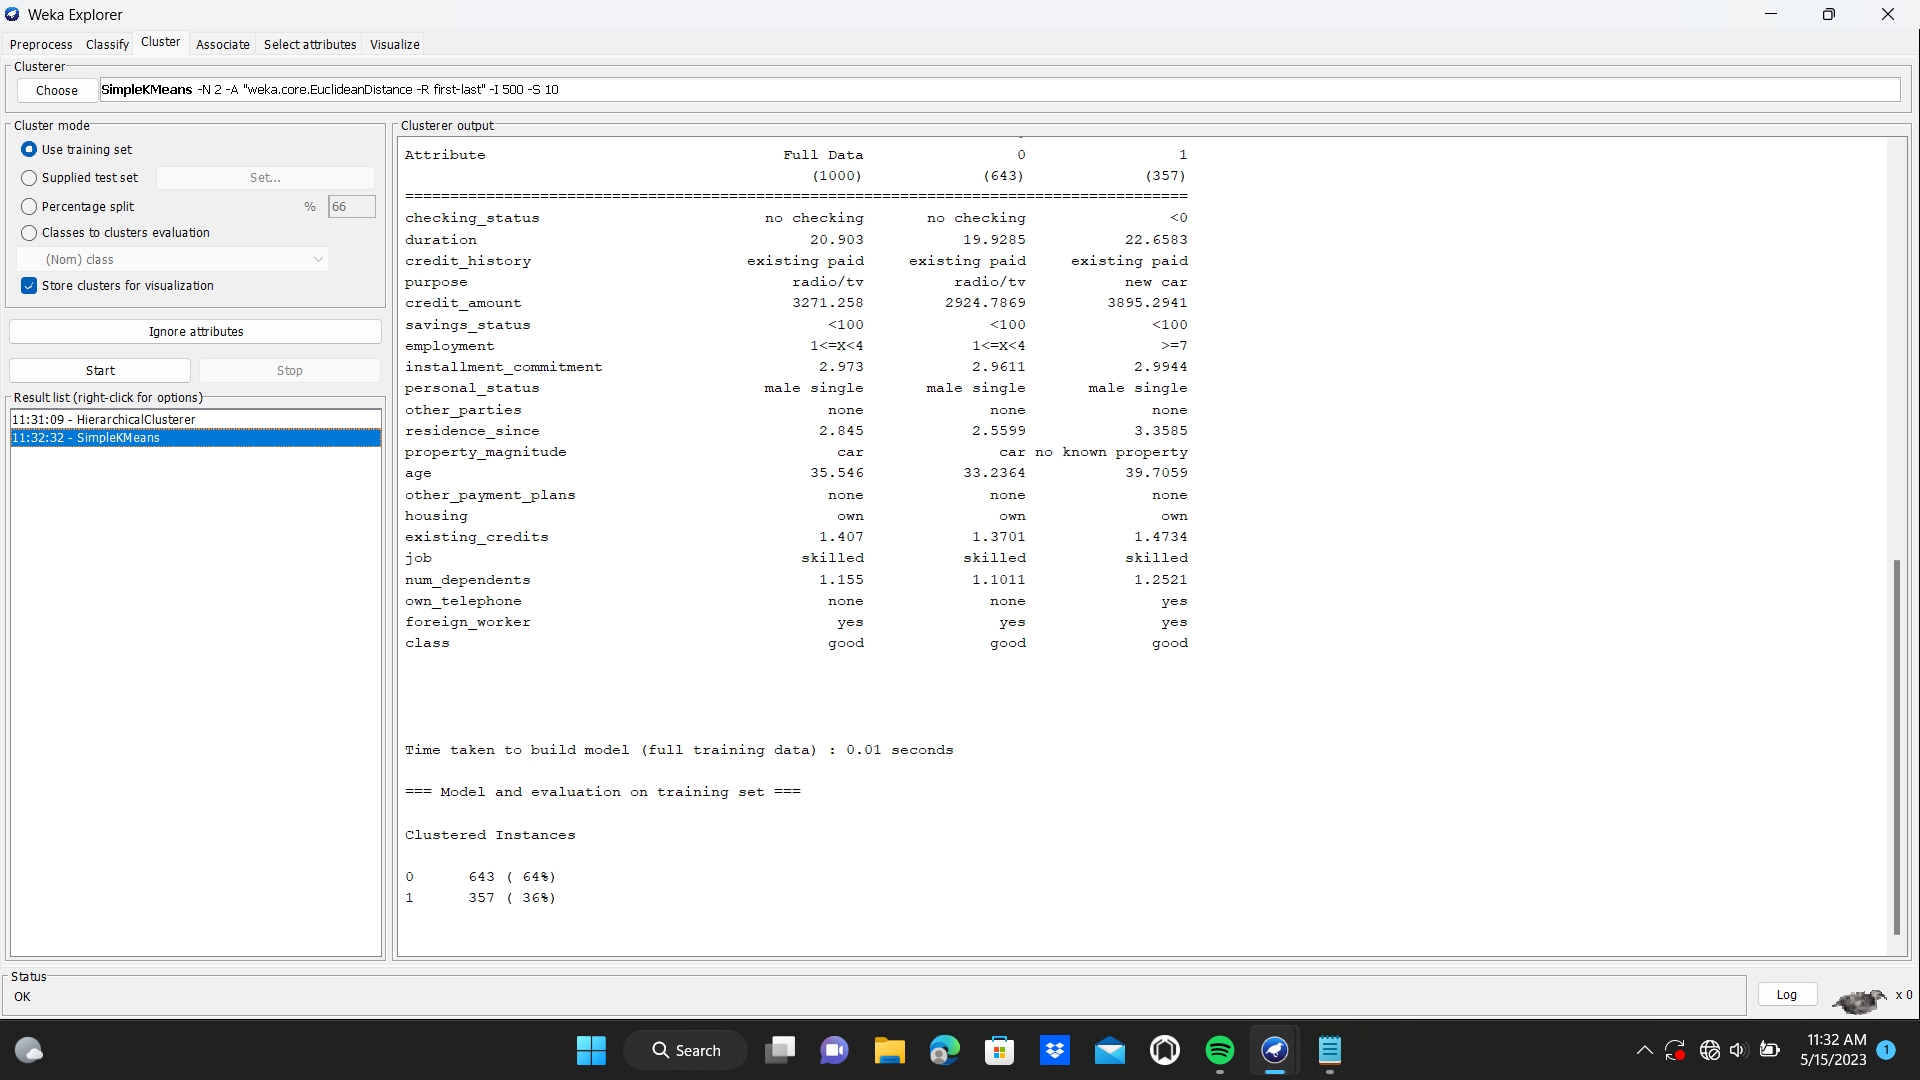 Weka Explorer
Preprocess Classify Cluster Associate Select attributes Visualize
Clusterer
Choose SimpleKMeans -N 2 -A "weka.core.EuclideanDistance -R first-last" -I 500 -S 10
Cluster mode
Use training set
Supplied test set Set...
Percentage split % 66
Classes to clusters evaluation
(Nom) class
Store clusters for visualization
Ignore attributes
Start Stop
Result list (right-click for options)
11:31:09 - HierarchicalClusterer
11:32:32 - SimpleKMeans
Clusterer output
Attribute Full Data 0 1
(1000) (643) (357)
=======================================================================================
checking_status no checking no checking <0
duration 20.903 19.9285 22.6583
credit_history existing paid existing paid existing paid
purpose radio/tv radio/tv new car
credit_amount 3271.258 2924.7869 3895.2941
savings_status <100 <100 <100
employment 1<=X<4 1<=X<4 >=7
installment_commitment 2.973 2.9611 2.9944
personal_status male single male single male single
other_parties none none none
residence_since 2.845 2.5599 3.3585
property_magnitude car car no known property
age 35.546 33.2364 39.7059
other_payment_plans none none none
housing own own own
existing_credits 1.407 1.3701 1.4734
job skilled skilled skilled
num_dependents 1.155 1.1011 1.2521
own_telephone none none yes
foreign_worker yes yes yes
class good good good
Time taken to build model (full training data) : 0.01 seconds
=== Model and evaluation on training set ===
Clustered Instances
0 643 ( 64%)
1 357 ( 36%)
Status
OK
Log x 0
Search
11:32 AM
5/15/2023
1